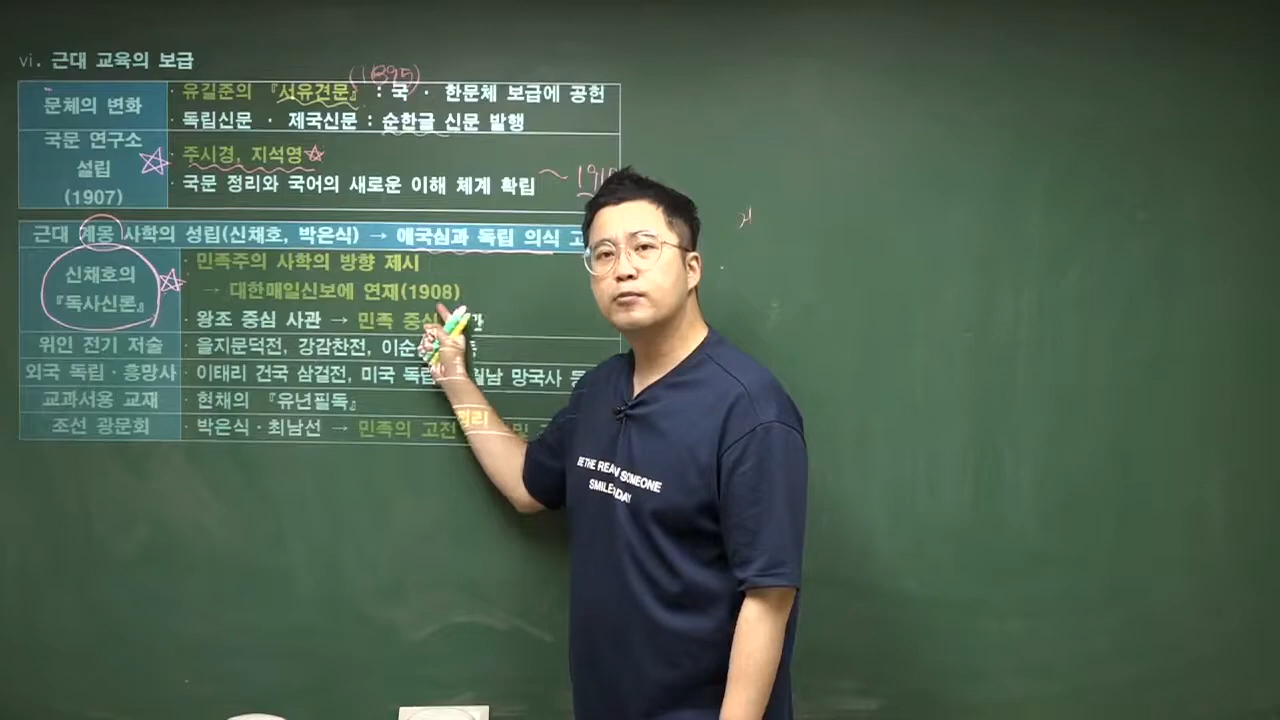 vi. 근대 교육의 보급
(1895)
문체의 변화
· 유길준의 『서유견문』 : 국 · 한문체 보급에 공헌
· 독립신문 · 제국신문 : 순한글 신문 발행
국문 연구소
설립
(1907)
· 주시경, 지석영
· 국문 정리와 국어의 새로운 이해 체계 확립
근대 계몽 사학의 성립(신채호, 박은식) → 애국심과 독립 의식
신채호의
『독사신론』
· 민족주의 사학의 방향 제시
→ 대한매일신보에 연재(1908)
· 왕조 중심 사관 → 민족 중심
위인 전기 저술
· 을지문덕전, 강감찬전,
외국 독립·흥망사
· 이태리 건국 삼걸전, 미국 월남 망국사
교과서용 교재
· 현채의 『유년필독』
조선 광문회
· 박은식·최남선 → 민족의 고전 정리
BE THE REASON SOMEONE
SMILES